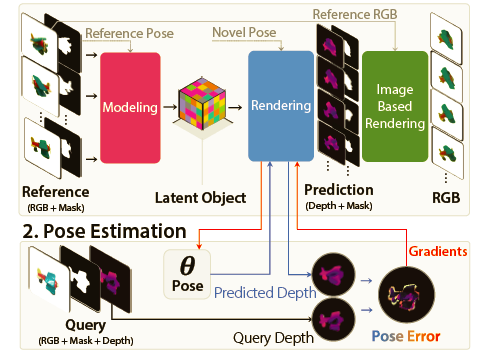 Reference Pose
Novel Pose
Reference RGB
Modeling
Rendering
Image
Based
Rendering
Reference
(RGB + Mask)
Latent Object
Prediction
(Depth + Mask)
RGB
2. Pose Estimation
Gradients
θ
Pose
Predicted Depth
Query
(RGB + Mask + Depth)
Query Depth
Pose Error